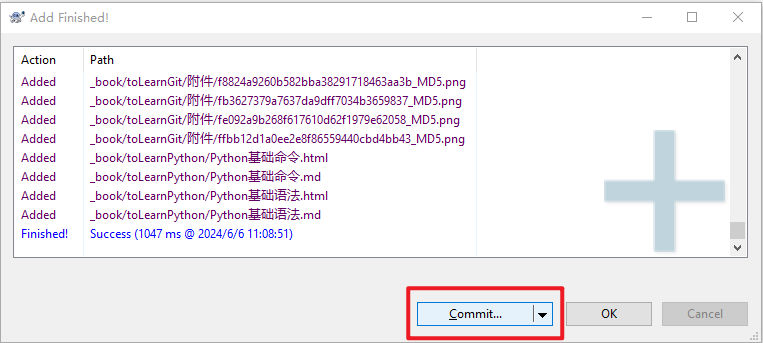 Add Finished!
Action Path
Added _book/toLearnGit/附件/f8824a9260b582bba38291718463aa3b_MD5.png
Added _book/toLearnGit/附件/fb3627379a7637da9dff7034b3659837_MD5.png
Added _book/toLearnGit/附件/fe092a9b268f617610d62f1979e62058_MD5.png
Added _book/toLearnGit/附件/ffbb12d1a0ee2e8f86559440cbd4bb43_MD5.png
Added _book/toLearnPython/Python基础命令.html
Added _book/toLearnPython/Python基础命令.md
Added _book/toLearnPython/Python基础语法.html
Added _book/toLearnPython/Python基础语法.md
Finished! Success (1047 ms @ 2024/6/6 11:08:51)
Commit... OK Cancel